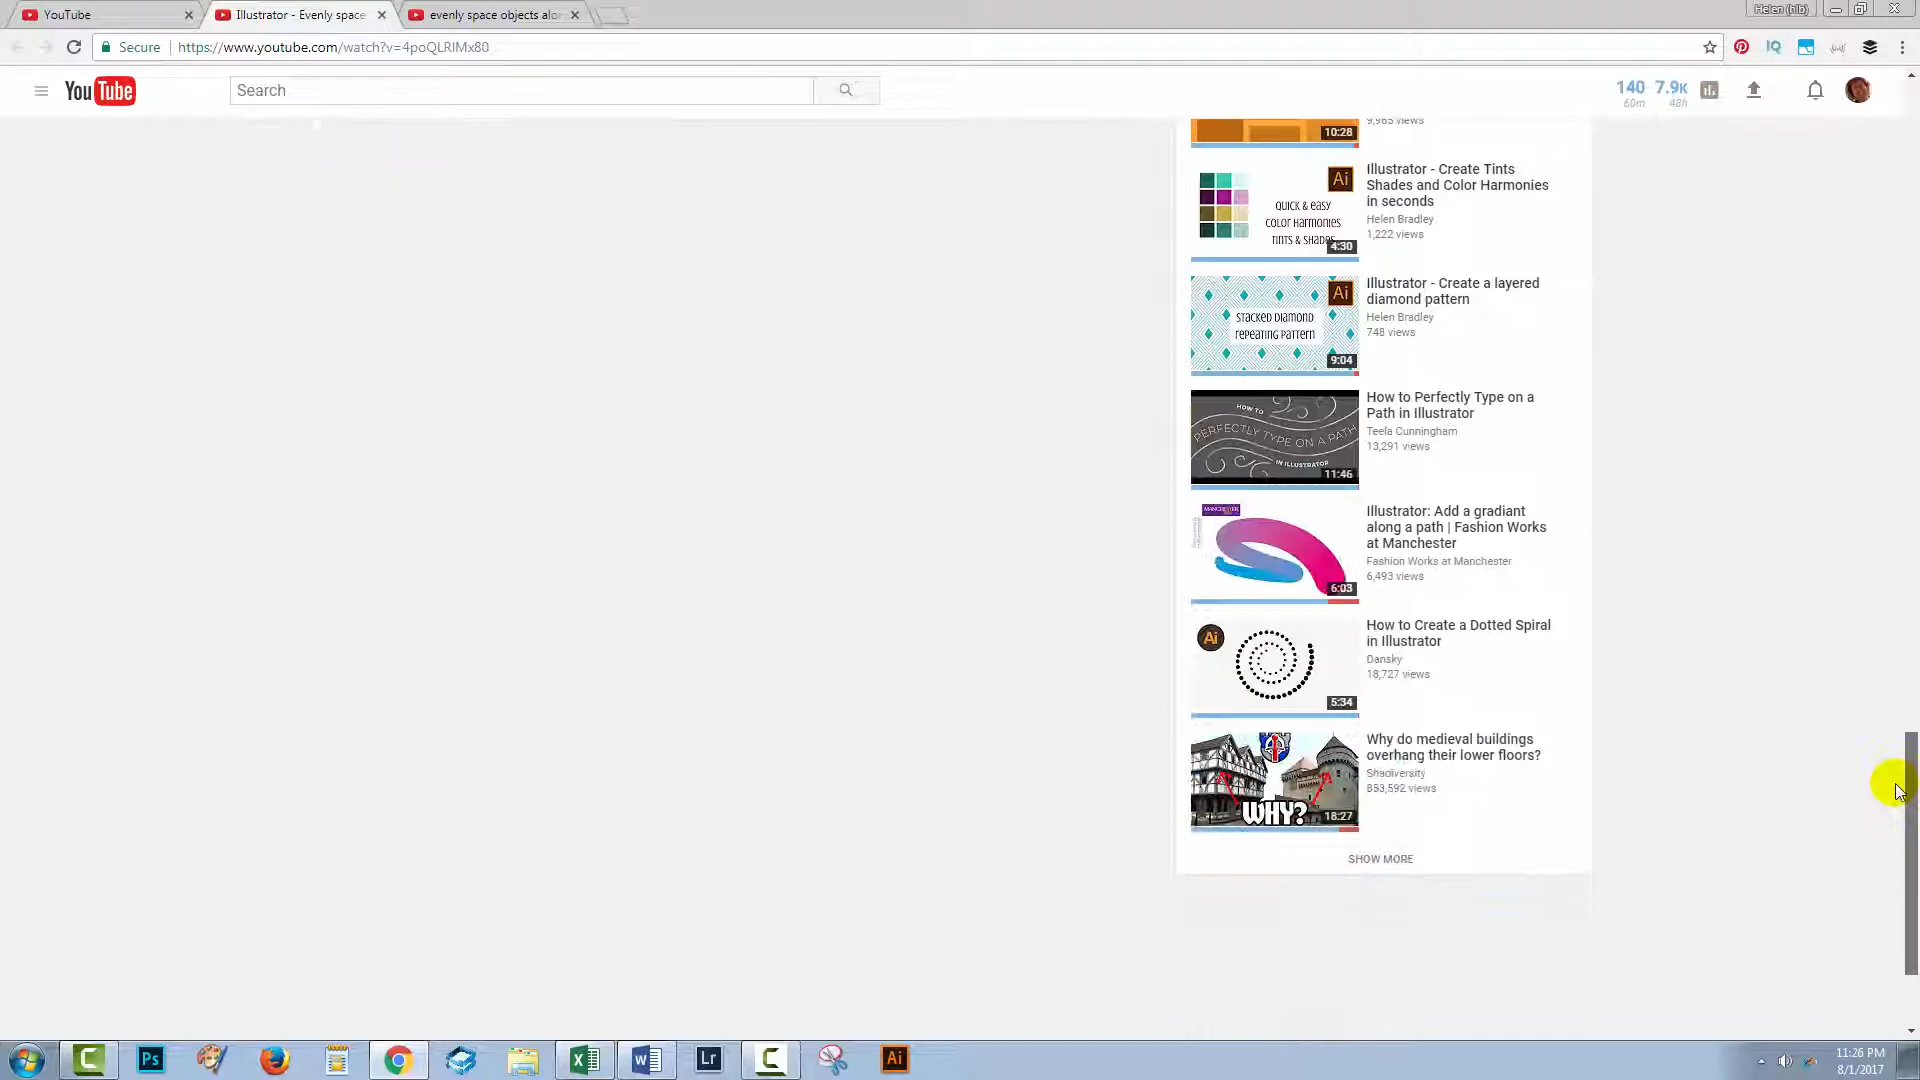 YouTube
Illustrator - Evenly space
evenly space objects alo
Helen (hlb)
Secure
https://www.youtube.com/watch?v=4poQLRlMx80
YouTube
Search
140 7.9K
60m 48h
10:28
9,965 views
Ai
QUICK & EASY
COLOR HARMONIES
TINTS & SHADES
4:30
Illustrator - Create Tints
Shades and Color Harmonies
in seconds
Helen Bradley
1,222 views
Ai
STACKED DIAMOND
REPEATING PATTERN
9:04
Illustrator - Create a layered
diamond pattern
Helen Bradley
748 views
HOW TO
PERFECTLY TYPE ON A PATH
IN ILLUSTRATOR
11:46
How to Perfectly Type on a
Path in Illustrator
Teela Cunningham
13,291 views
MANCHESTER
6:03
Illustrator: Add a gradiant
along a path | Fashion Works
at Manchester
Fashion Works at Manchester
6,493 views
Ai
5:34
How to Create a Dotted Spiral
in Illustrator
Dansky
18,727 views
WHY?
18:27
Why do medieval buildings
overhang their lower floors?
Shadiversity
853,592 views
SHOW MORE
Ps
Lr
Ai
11:26 PM
8/1/2017